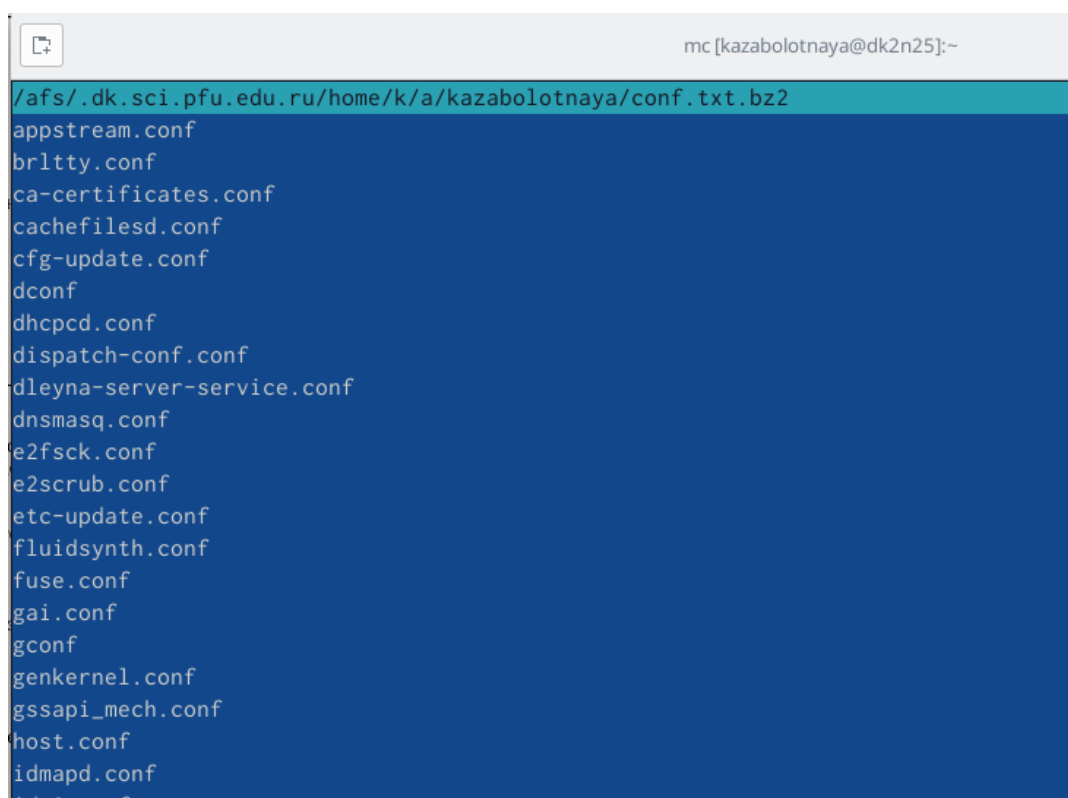 mc [kazabolotnaya@dk2n25]:~
/afs/.dk.sci.pfu.edu.ru/home/k/a/kazabolotnaya/conf.txt.bz2
appstream.conf
brltty.conf
ca-certificates.conf
cachefilesd.conf
cfg-update.conf
dconf
dhcpcd.conf
dispatch-conf.conf
dleyna-server-service.conf
dnsmasq.conf
e2fsck.conf
e2scrub.conf
etc-update.conf
fluidsynth.conf
fuse.conf
gai.conf
gconf
genkernel.conf
gssapi_mech.conf
host.conf
idmapd.conf